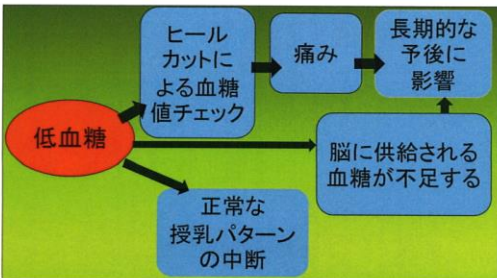 ヒール
カットに
よる血糖
値チェック
痛み
長期的な
予後に
影響
低血糖
脳に供給される
血糖が不足する
正常な
授乳パターン
の中断